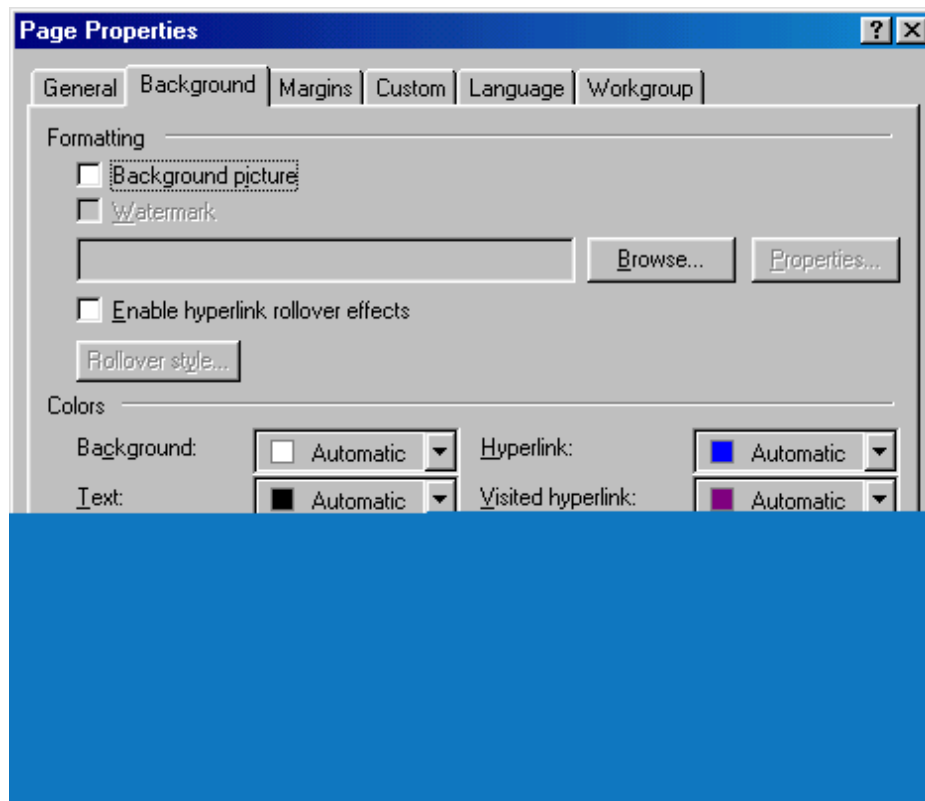 Page Properties
General Background Margins Custom Language Workgroup
Formatting
Background picture
Watermark
Browse... Properties...
Enable hyperlink rollover effects
Rollover style...
Colors
Background: Automatic Hyperlink: Automatic
Text: Automatic Visited hyperlink: Automatic